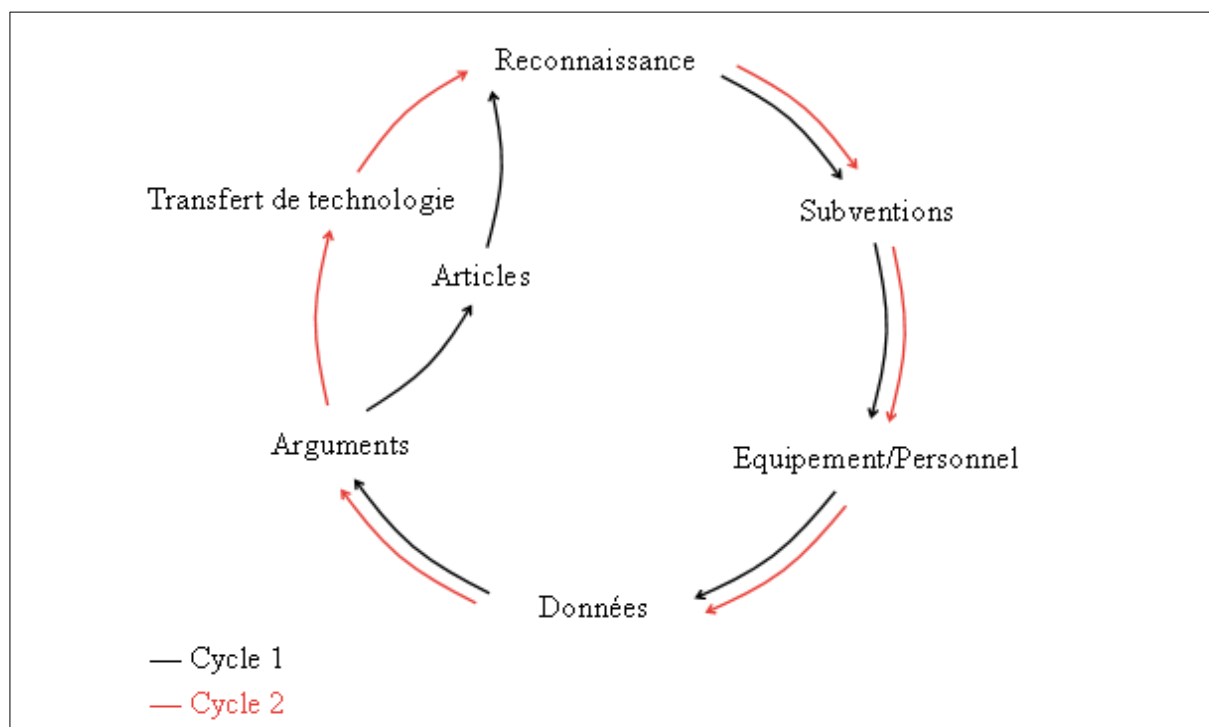 Reconnaissance
Transfert de technologie
Subventions
Articles
Arguments
Equipement/Personnel
Données
— Cycle 1
— Cycle 2